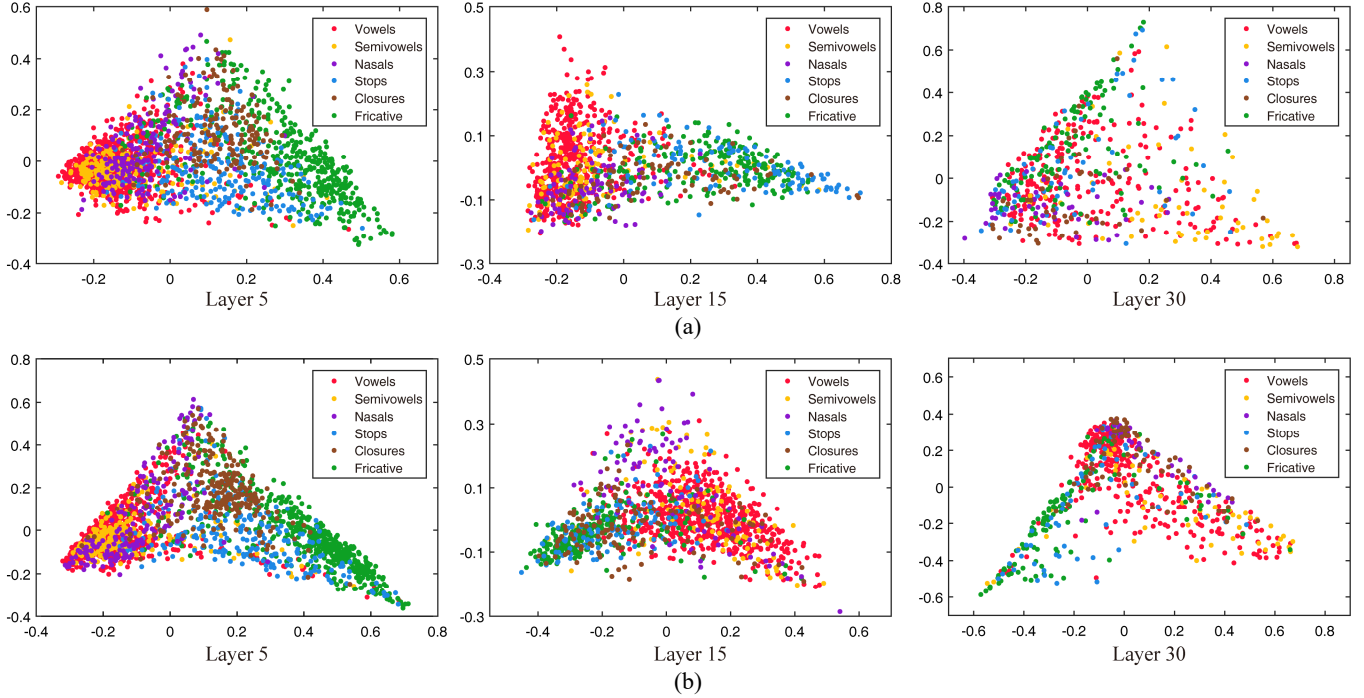 0.6
0.4
0.2
0
-0.2
-0.4
-0.2
0
0.2
0.4
0.6
Vowels
Semivowels
Nasals
Stops
Closures
Fricative
Layer 5
0.5
0.3
0.1
-0.1
-0.3
-0.4
-0.2
0
0.2
0.4
0.6
0.8
Vowels
Semivowels
Nasals
Stops
Closures
Fricative
Layer 15
0.8
0.6
0.4
0.2
0
-0.2
-0.4
-0.4
-0.2
0
0.2
0.4
0.6
0.8
Vowels
Semivowels
Nasals
Stops
Closures
Fricative
Layer 30
(a)
0.8
0.6
0.4
0.2
0
-0.2
-0.4
-0.4
-0.2
0
0.2
0.4
0.6
0.8
Vowels
Semivowels
Nasals
Stops
Closures
Fricative
Layer 5
0.5
0.3
0.1
-0.1
-0.3
-0.4
-0.2
0
0.2
0.4
0.6
0.8
Vowels
Semivowels
Nasals
Stops
Closures
Fricative
Layer 15
0.6
0.4
0.2
0
-0.2
-0.4
-0.6
-0.6
-0.4
-0.2
0
0.2
0.4
0.6
0.8
Vowels
Semivowels
Nasals
Stops
Closures
Fricative
Layer 30
(b)